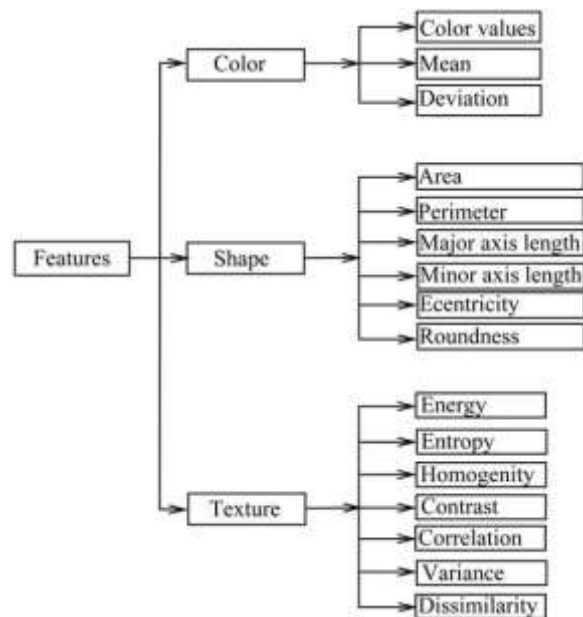 Features
Color
Color values
Mean
Deviation
Shape
Area
Perimeter
Major axis length
Minor axis length
Ecentricity
Roundness
Texture
Energy
Entropy
Homogenity
Contrast
Correlation
Variance
Dissimilarity